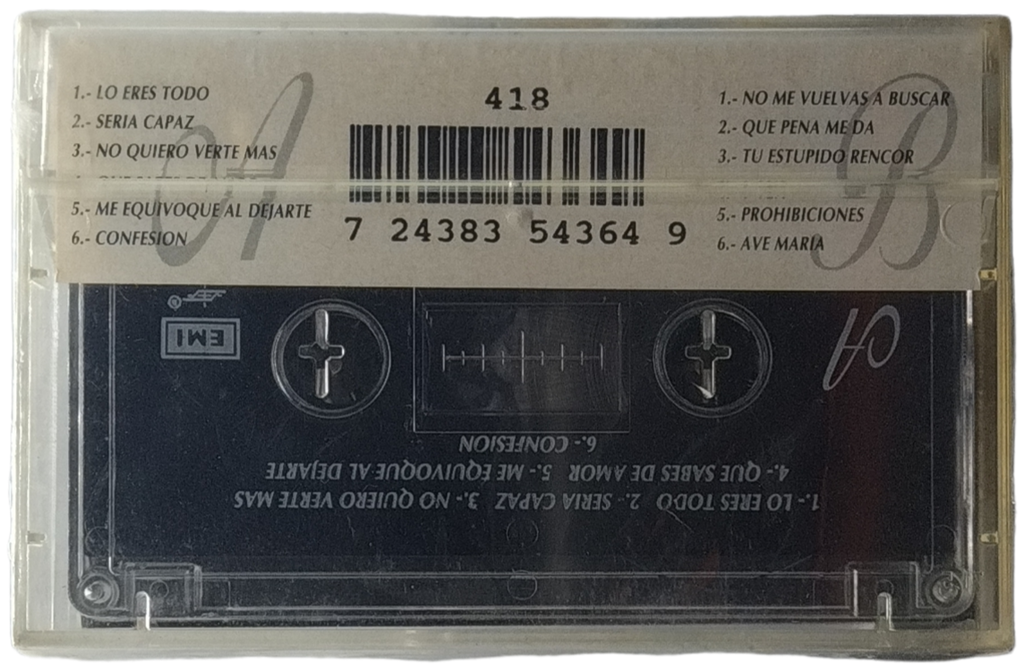 1.- LO ERES TODO
2.- SERIA CAPAZ
3.- NO QUIERO VERTE MAS
5.- ME EQUIVOQUE AL DEJARTE
6.- CONFESION
A
418
7 24383 54364 9
1.- NO ME VUELVAS A BUSCAR
2.- QUE PENA ME DA
3.- TU ESTUPIDO RENCOR
5.- PROHIBICIONES
6.- AVE MARIA
B
A
1.- LO ERES TODO 2.- SERIA CAPAZ 3.- NO QUIERO VERTE MAS
4.- QUE SABES DE AMOR 5.- ME EQUIVOQUE AL DEJARTE
6.- CONFESION
EMI